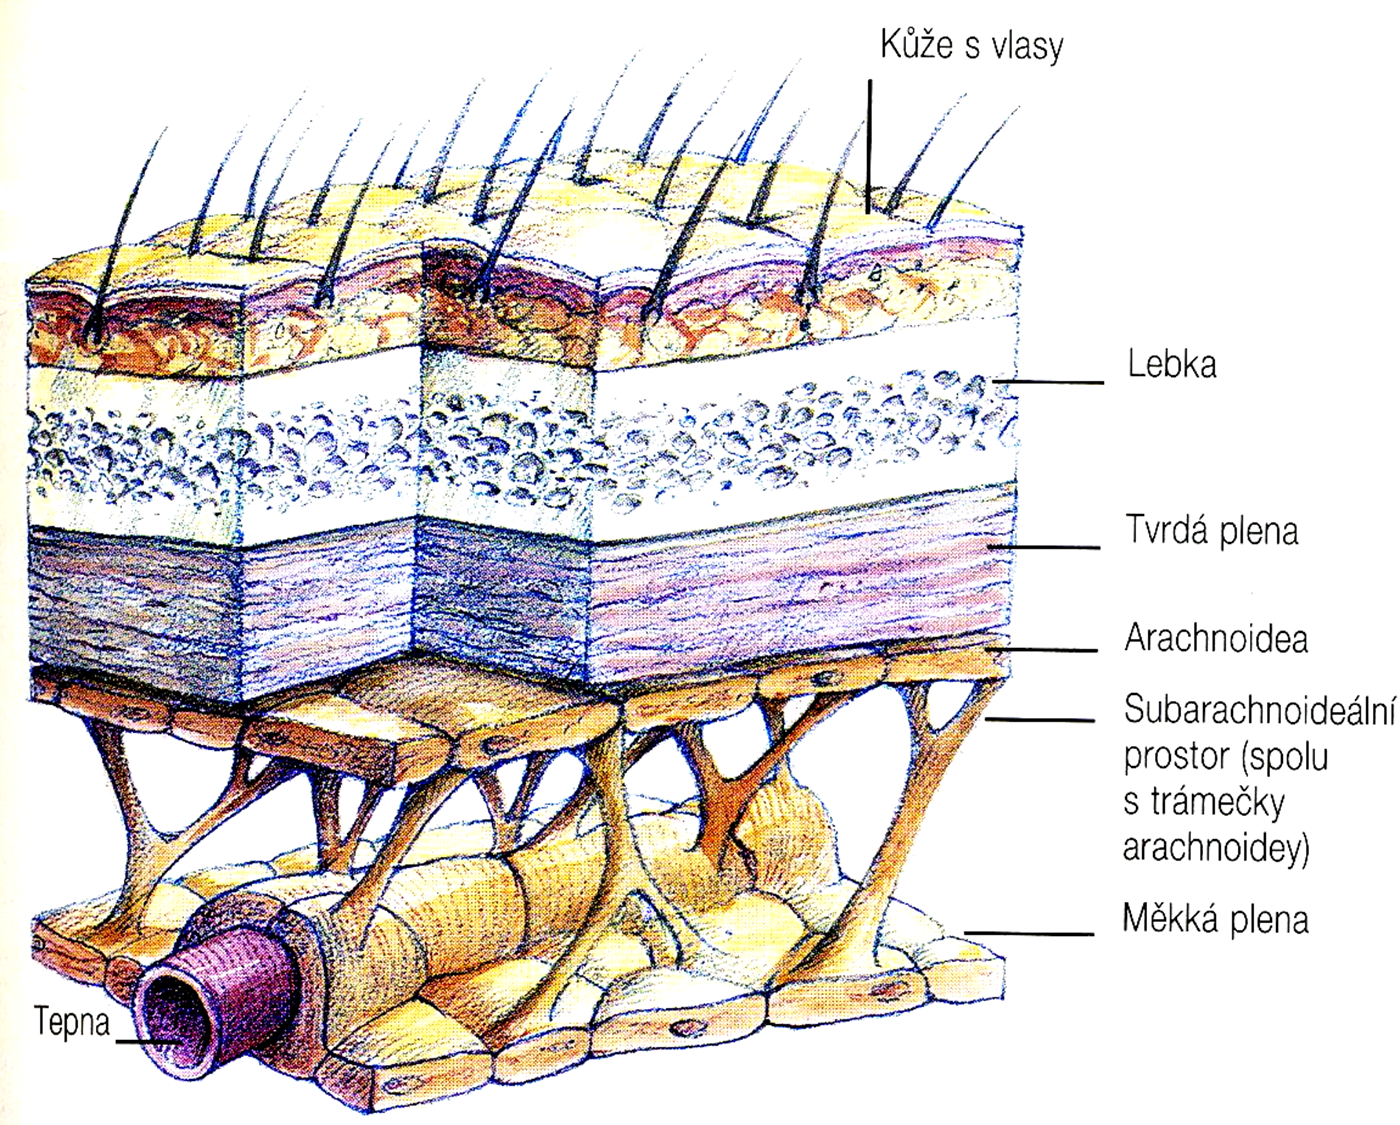 Kůže s vlasy
Lebka
Tvrdá plena
Arachnoidea
Subarachnoideální
prostor (spolu
s trámečky
arachnoidey)
Měkká plena
Tepna